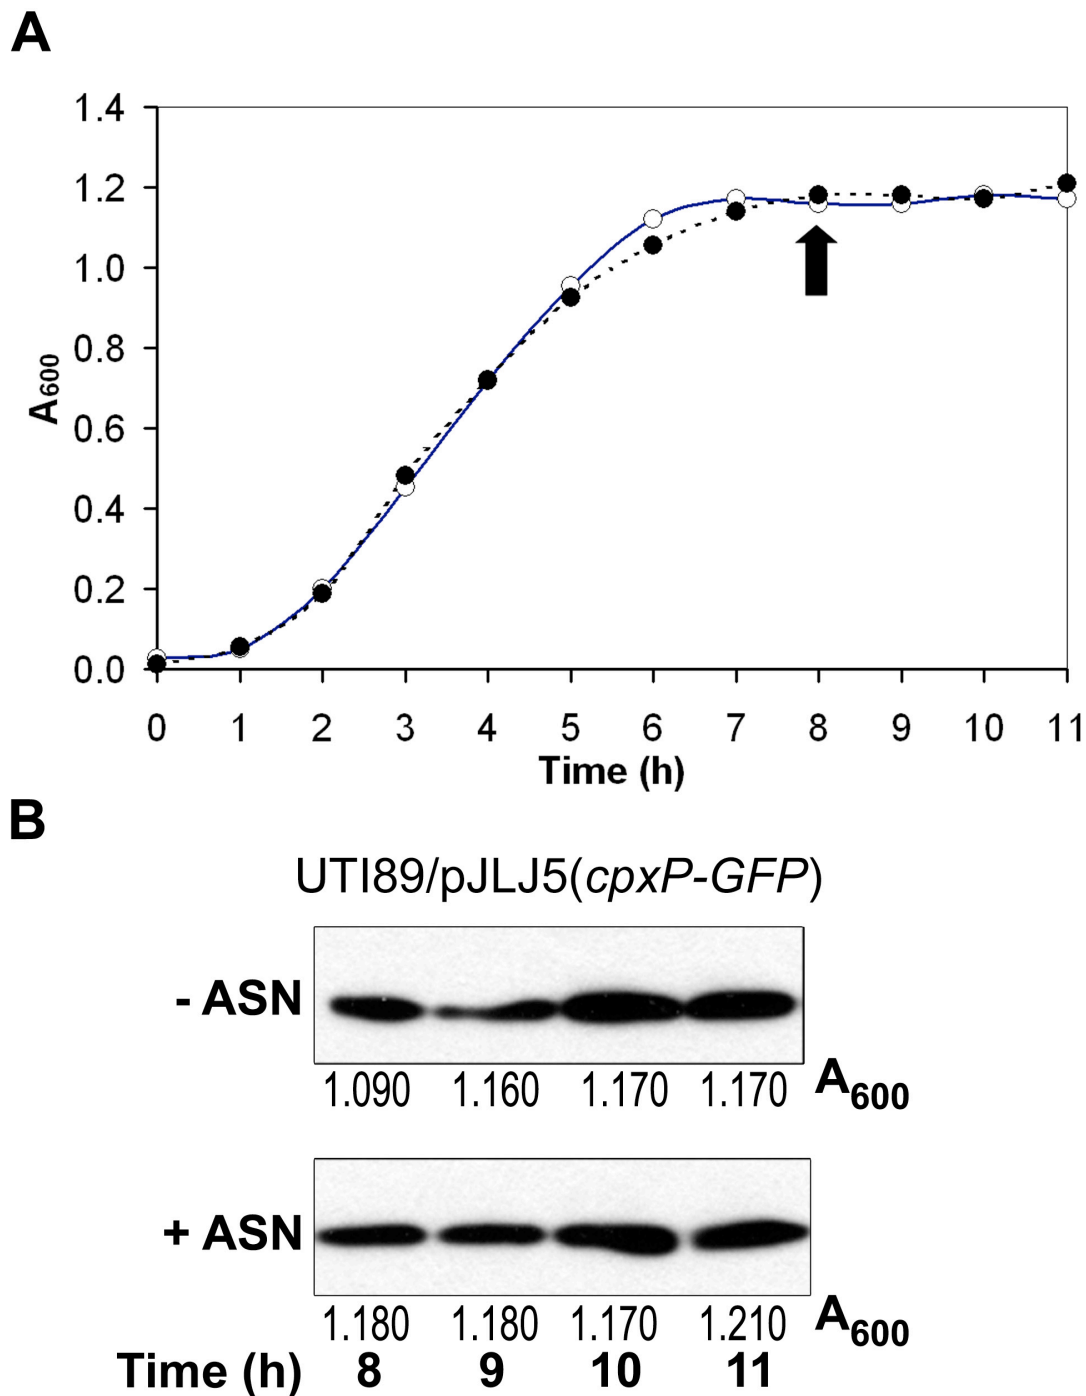 A
1.4
1.2
1.0
0.8
0.6
0.4
0.2
0.0
A600
0 1 2 3 4 5 6 7 8 9 10 11
Time (h)
B
UTI89/pJLJ5(cpxP-GFP)
- ASN
1.090 1.160 1.170 1.170 A600
+ ASN
1.180 1.180 1.170 1.210 A600
Time (h) 8 9 10 11